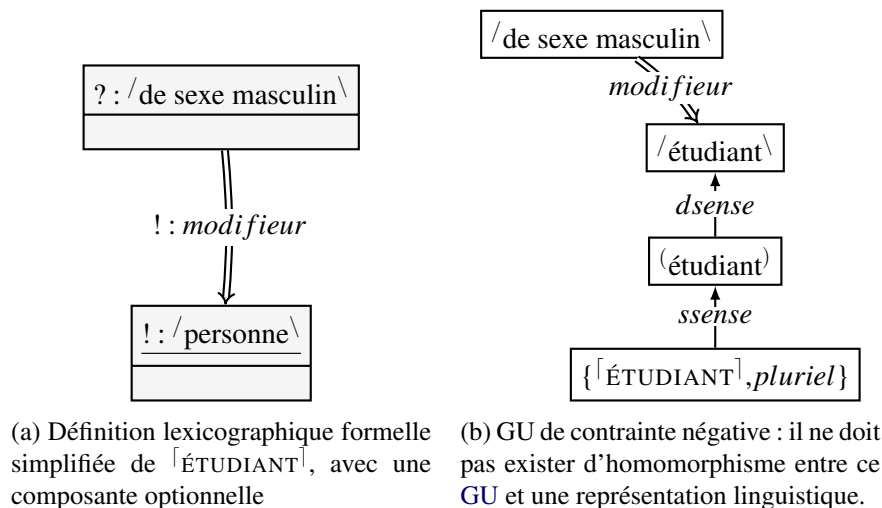 ? : /de sexe masculin\
! : modifieur
! : /personne\
(a) Définition lexicographique formelle
simplifiée de ⌈ÉTUDIANT⌉, avec une
composante optionnelle
/de sexe masculin\
modifieur
/étudiant\
dsense
(étudiant)
ssense
{⌈ÉTUDIANT⌉,pluriel}
(b) GU de contrainte négative : il ne doit
pas exister d'homomorphisme entre ce
GU et une représentation linguistique.